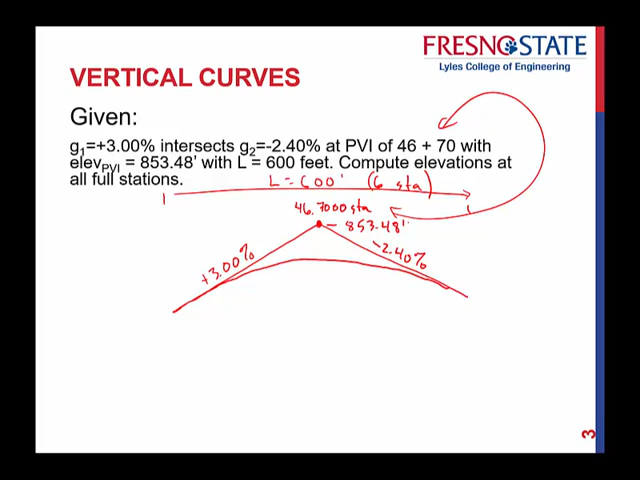 FRESNO STATE
Lyles College of Engineering
VERTICAL CURVES
Given:
g1=+3.00% intersects g2=-2.40% at PVI of 46 + 70 with
elevPVI = 853.48' with L = 600 feet. Compute elevations at
all full stations.
L = 600' (6 sta)
46.7000 sta
853.48'
+3.00%
-2.40%
3